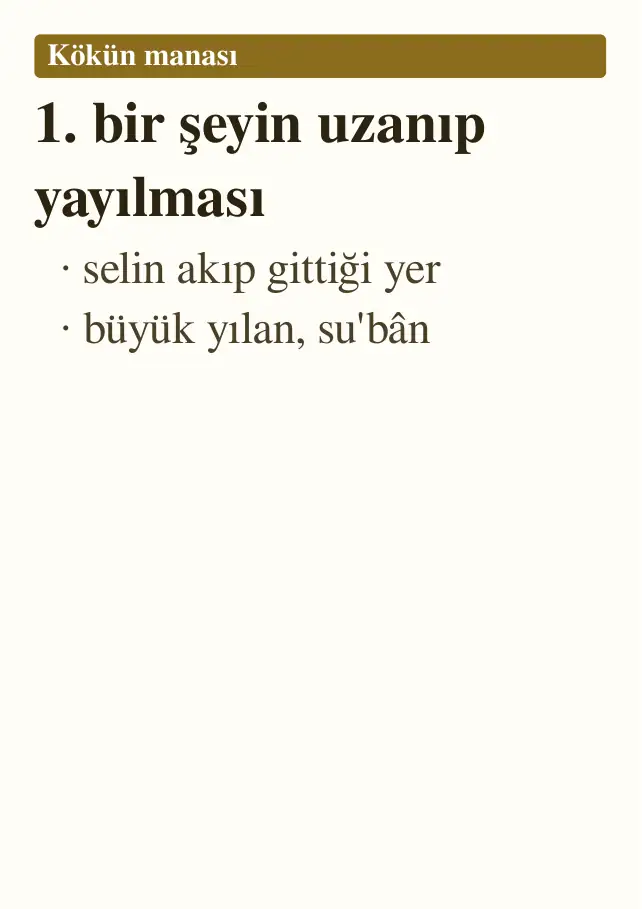 Kökün manası
1. bir şeyin uzanıp
yayılması
· selin akıp gittiği yer
· büyük yılan, su'bân